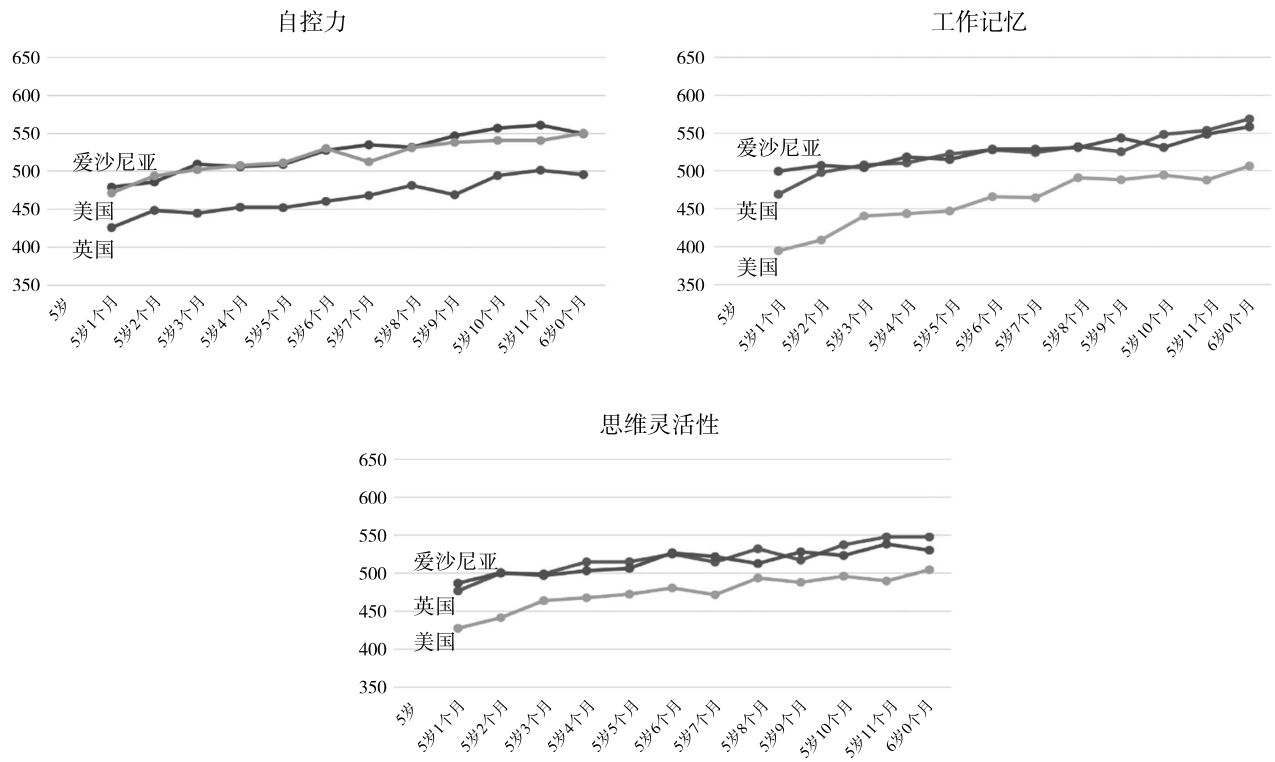 自控力
650
600
550
500
450
400
350
爱沙尼亚
美国
英国
5岁
5岁1个月
5岁2个月
5岁3个月
5岁4个月
5岁5个月
5岁6个月
5岁7个月
5岁8个月
5岁9个月
5岁10个月
5岁11个月
6岁0个月
工作记忆
650
600
550
500
450
400
350
爱沙尼亚
英国
美国
5岁
5岁1个月
5岁2个月
5岁3个月
5岁4个月
5岁5个月
5岁6个月
5岁7个月
5岁8个月
5岁9个月
5岁10个月
5岁11个月
6岁0个月
思维灵活性
650
600
550
500
450
400
350
爱沙尼亚
英国
美国
5岁
5岁1个月
5岁2个月
5岁3个月
5岁4个月
5岁5个月
5岁6个月
5岁7个月
5岁8个月
5岁9个月
5岁10个月
5岁11个月
6岁0个月